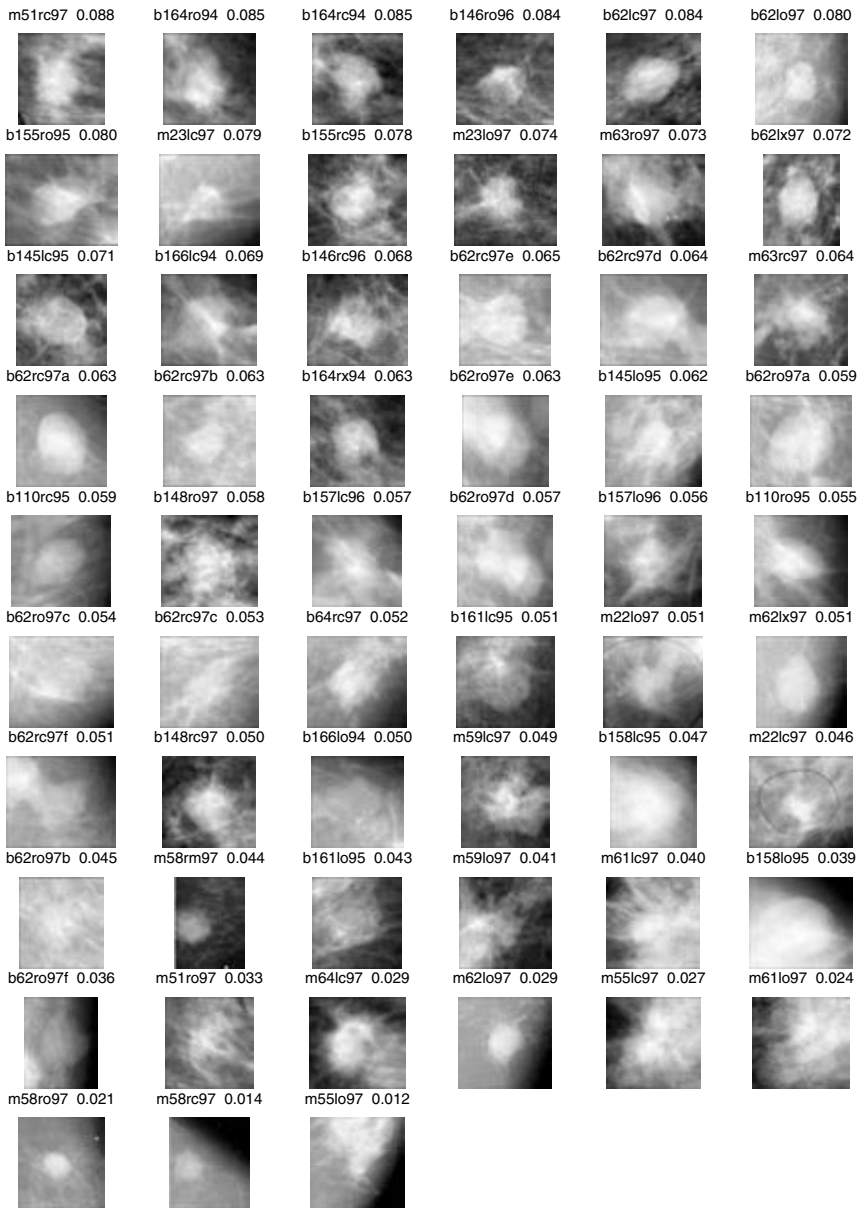 m51rc97 0.088 b164ro94 0.085 b164rc94 0.085 b146ro96 0.084 b62lc97 0.084 b62lo97 0.080
b155ro95 0.080 m23lc97 0.079 b155rc95 0.078 m23lo97 0.074 m63ro97 0.073 b62lx97 0.072
b145lc95 0.071 b166lc94 0.069 b146rc96 0.068 b62rc97e 0.065 b62rc97d 0.064 m63rc97 0.064
b62rc97a 0.063 b62rc97b 0.063 b164rx94 0.063 b62ro97e 0.063 b145lo95 0.062 b62ro97a 0.059
b110rc95 0.059 b148ro97 0.058 b157lc96 0.057 b62ro97d 0.057 b157lo96 0.056 b110ro95 0.055
b62ro97c 0.054 b62rc97c 0.053 b64rc97 0.052 b161lc95 0.051 m22lo97 0.051 m62lx97 0.051
b62rc97f 0.051 b148rc97 0.050 b166lo94 0.050 m59lc97 0.049 b158lc95 0.047 m22lc97 0.046
b62ro97b 0.045 m58rm97 0.044 b161lo95 0.043 m59lo97 0.041 m61lc97 0.040 b158lo95 0.039
b62ro97f 0.036 m51ro97 0.033 m64lc97 0.029 m62lo97 0.029 m55lc97 0.027 m61lo97 0.024
m58ro97 0.021 m58rc97 0.014 m55lo97 0.012